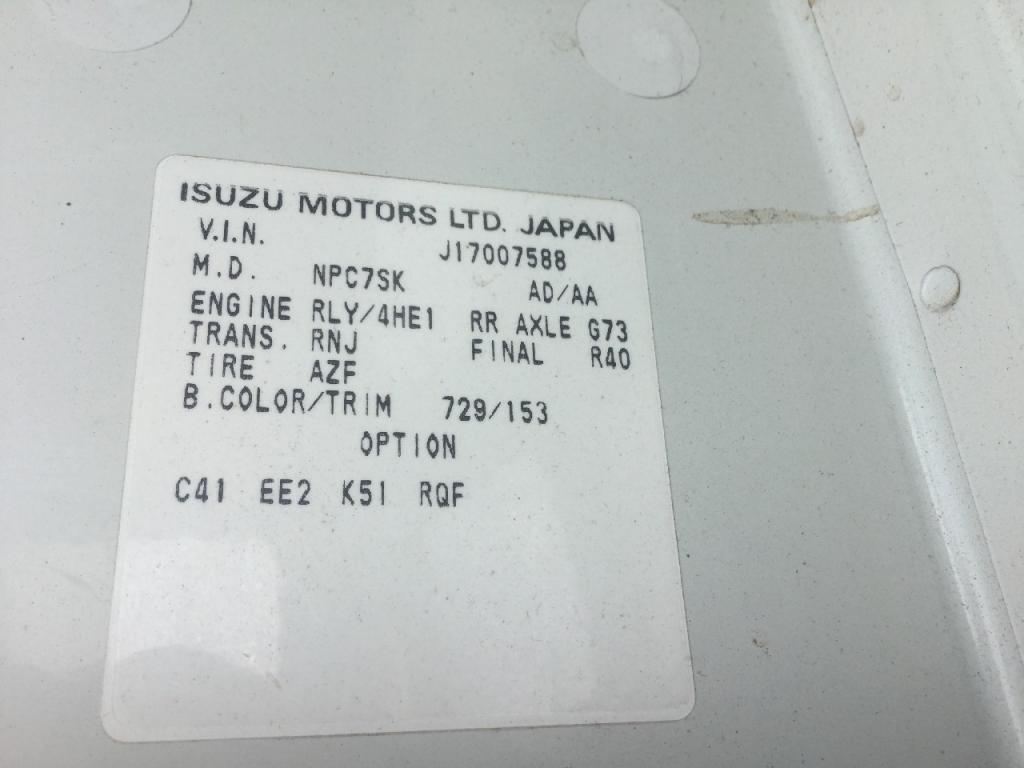 ISUZU MOTORS LTD. JAPAN
V.I.N. J17007588
M.D. NPC7SK AD/AA
ENGINE RLY/4HE1 RR AXLE G73
TRANS. RNJ FINAL R40
TIRE AZF
B.COLOR/TRIM 729/153
OPTION
C41 EE2 K51 RQF